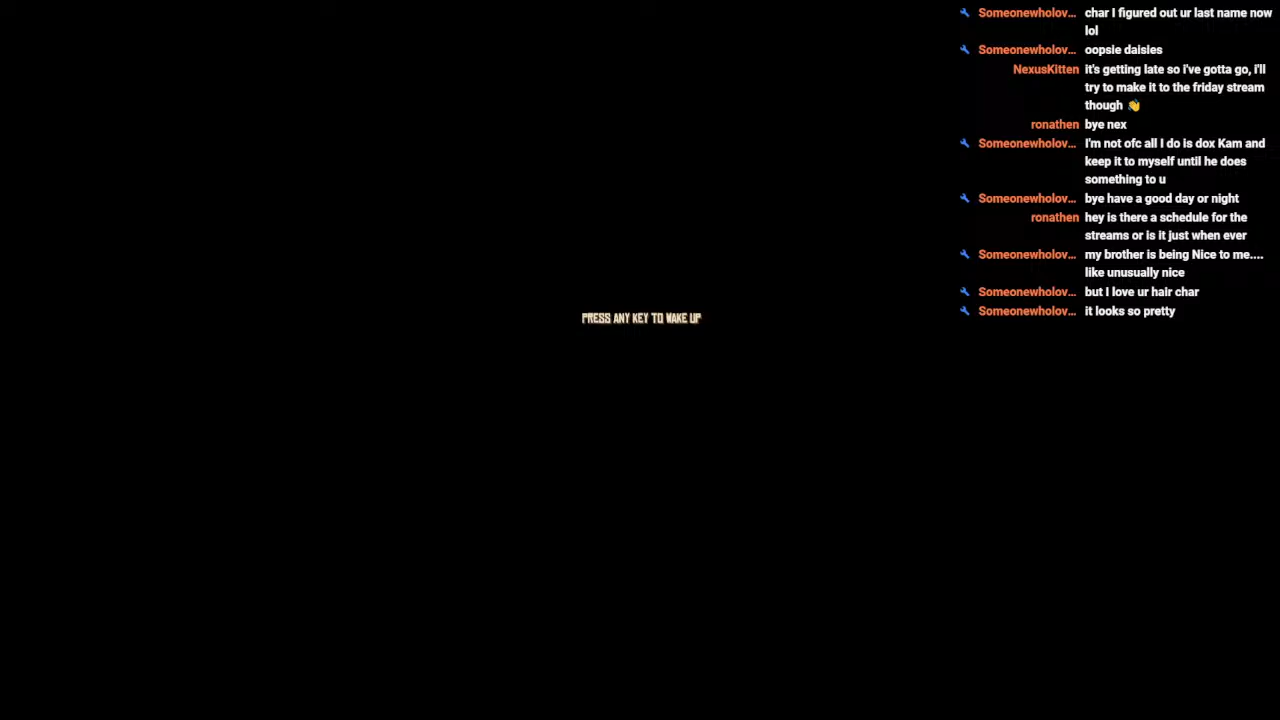 Someonewholov... char I figured out ur last name now
lol
Someonewholov... oopsie daisies
NexusKitten it's getting late so i've gotta go, i'll
try to make it to the friday stream
though 👋
ronathen bye nex
Someonewholov... I'm not ofc all I do is dox Kam and
keep it to myself until he does
something to u
Someonewholov... bye have a good day or night
ronathen hey is there a schedule for the
streams or is it just when ever
Someonewholov... my brother is being Nice to me....
like unusually nice
Someonewholov... but I love ur hair char
Someonewholov... it looks so pretty
PRESS ANY KEY TO WAKE UP